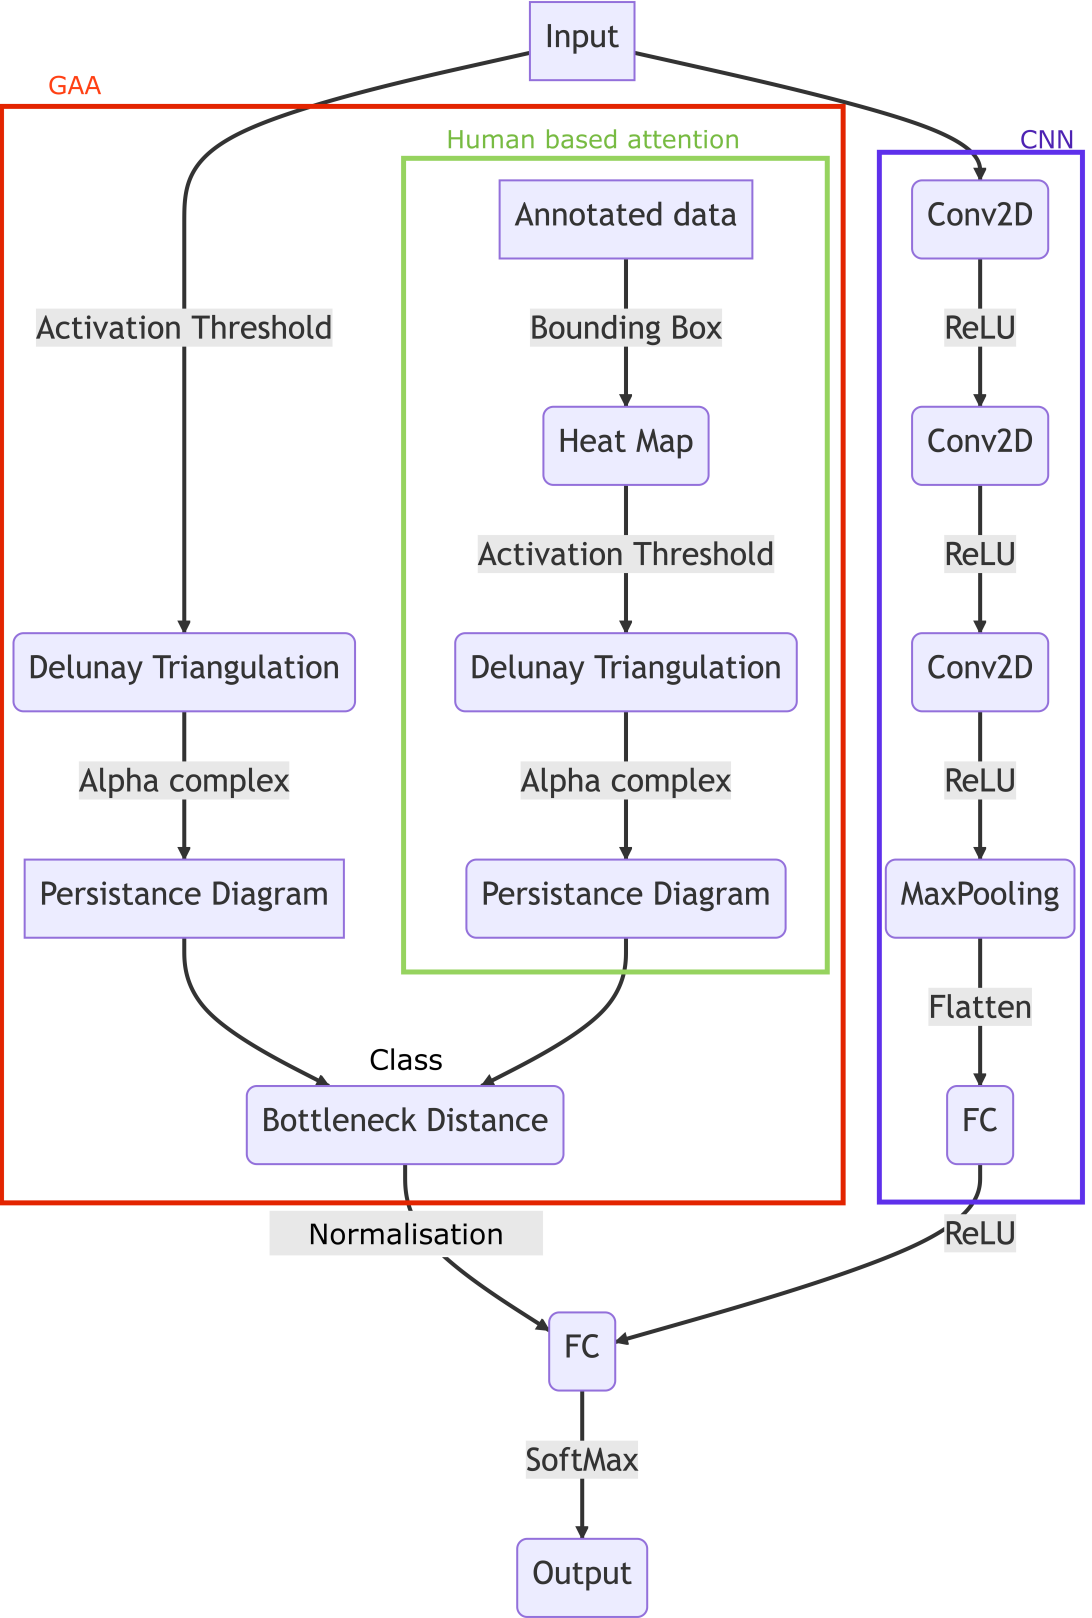 Input
GAA
Human based attention
CNN
Annotated data
Conv2D
Activation Threshold
Bounding Box
ReLU
Heat Map
Conv2D
Activation Threshold
ReLU
Delunay Triangulation
Delunay Triangulation
Conv2D
Alpha complex
Alpha complex
ReLU
Persistance Diagram
Persistance Diagram
MaxPooling
Flatten
Class
Bottleneck Distance
FC
Normalisation
ReLU
FC
SoftMax
Output